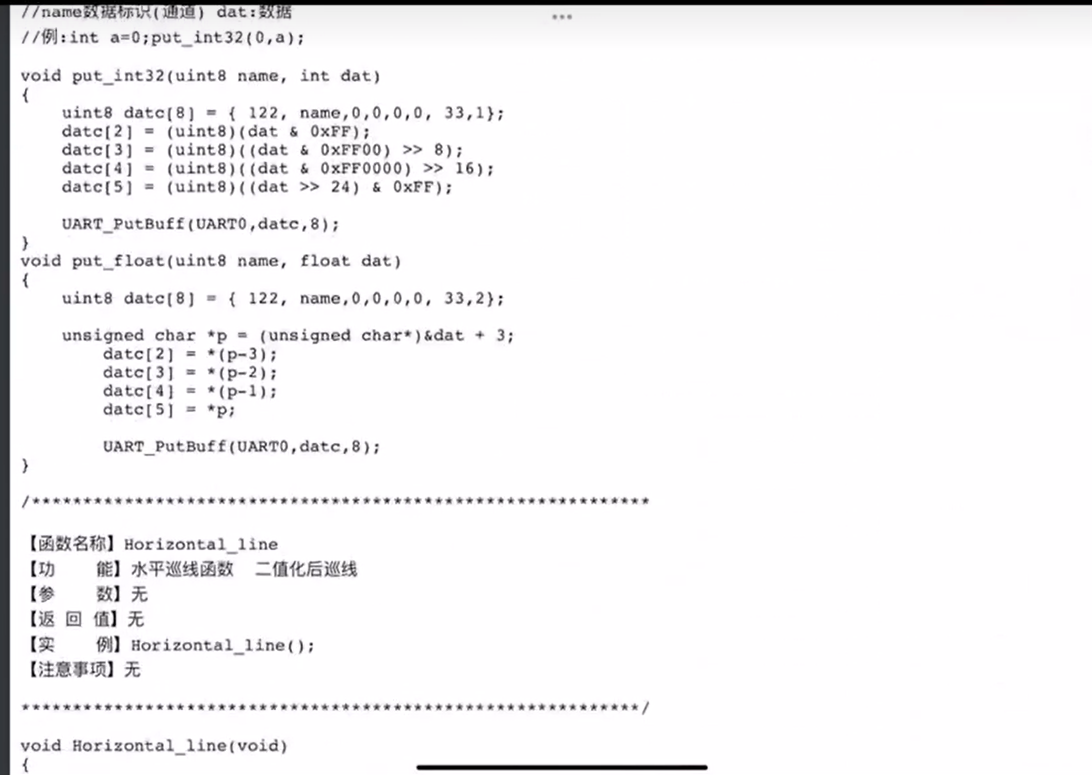 //name数据标识(通道) dat:数据
//例:int a=0;put_int32(0,a);
void put_int32(uint8 name, int dat)
{
uint8 datc[8] = { 122, name,0,0,0,0, 33,1};
datc[2] = (uint8)(dat & 0xFF);
datc[3] = (uint8)((dat & 0xFF00) >> 8);
datc[4] = (uint8)((dat & 0xFF0000) >> 16);
datc[5] = (uint8)((dat >> 24) & 0xFF);
UART_PutBuff(UART0,datc,8);
}
void put_float(uint8 name, float dat)
{
uint8 datc[8] = { 122, name,0,0,0,0, 33,2};
unsigned char *p = (unsigned char*)&dat + 3;
datc[2] = *(p-3);
datc[3] = *(p-2);
datc[4] = *(p-1);
datc[5] = *p;
UART_PutBuff(UART0,datc,8);
}
/************************************************************
【函数名称】Horizontal_line
【功 能】水平巡线函数 二值化后巡线
【参 数】无
【返 回 值】无
【实 例】Horizontal_line();
【注意事项】无
************************************************************/
void Horizontal_line(void)
{